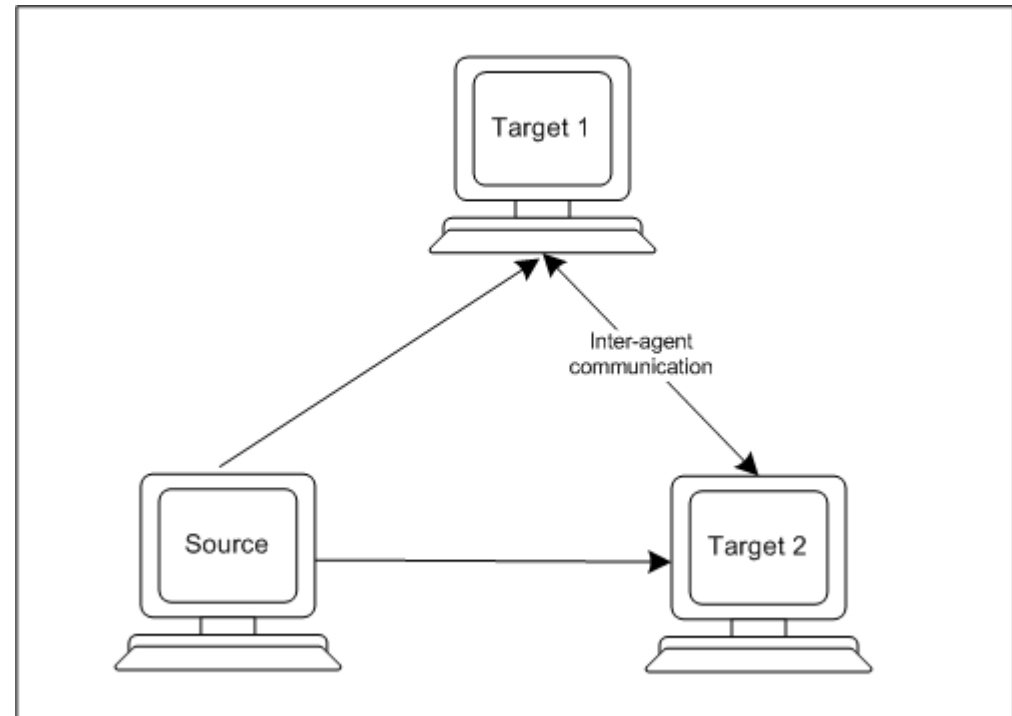 Target 1
Inter-agent
communication
Source
Target 2